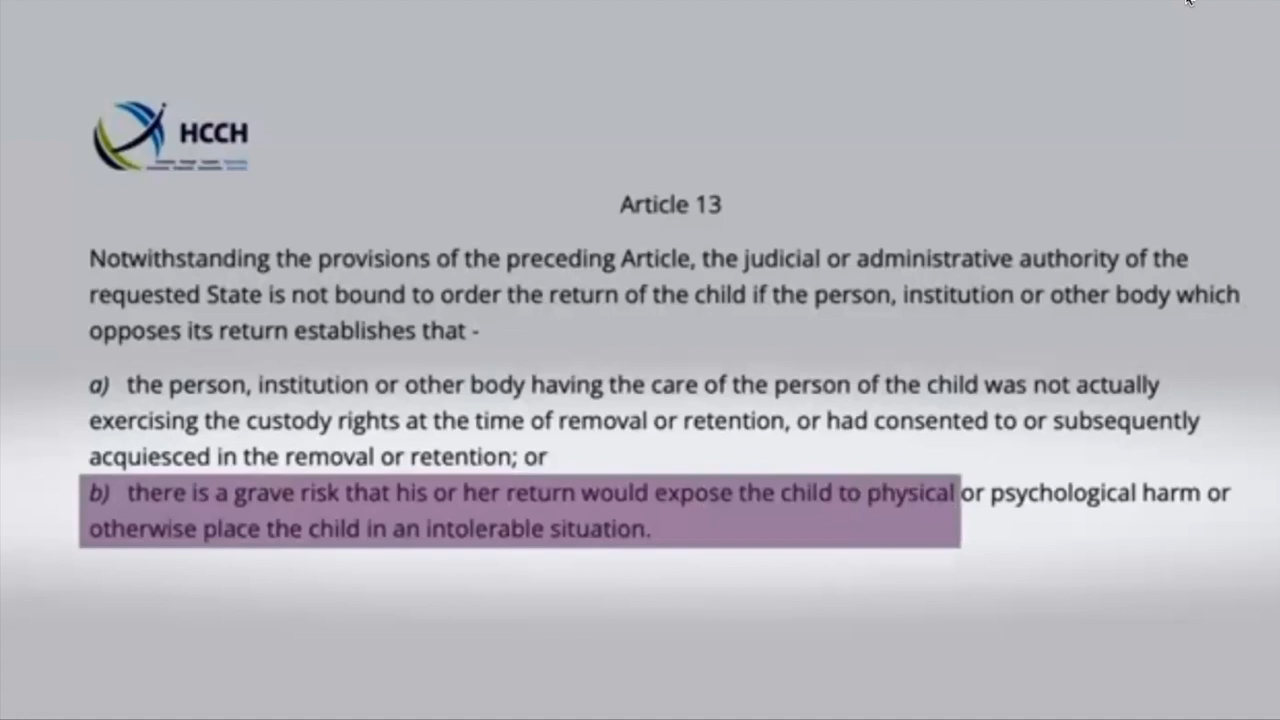 HCCH
Article 13
Notwithstanding the provisions of the preceding Article, the judicial or administrative authority of the
requested State is not bound to order the return of the child if the person, institution or other body which
opposes its return establishes that -
a) the person, institution or other body having the care of the person of the child was not actually
exercising the custody rights at the time of removal or retention, or had consented to or subsequently
acquiesced in the removal or retention; or
b) there is a grave risk that his or her return would expose the child to physical or psychological harm or
otherwise place the child in an intolerable situation.